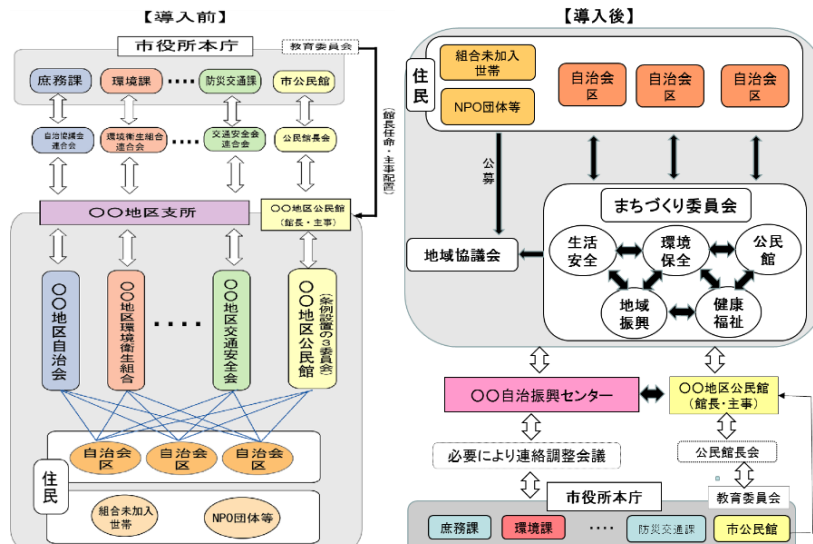 【導入前】
市役所本庁
教育委員会
庶務課
環境課
････
防災交通課
市公民館
自治協議会
連合会
環境衛生組合
連合会
････
交通安全会
連合会
公民館長会
(館長任命・主事配置)
〇〇地区支所
〇〇地区公民館
(館長・主事)
〇〇地区自治会
〇〇地区環境衛生組合
････
〇〇地区交通安全会
〇〇地区公民館
(条例設置の3委員会)
住民
自治会
区
自治会
区
自治会
区
組合未加入
世帯
NPO団体等
【導入後】
住民
組合未加入
世帯
NPO団体等
自治会
区
自治会
区
自治会
区
公募
まちづくり委員会
地域協議会
生活
安全
環境
保全
公民
館
地域
振興
健康
福祉
〇〇自治振興センター
〇〇地区公民館
(館長・主事)
必要により連絡調整会議
公民館長会
市役所本庁
教育委員会
庶務課
環境課
････
防災交通課
市公民館